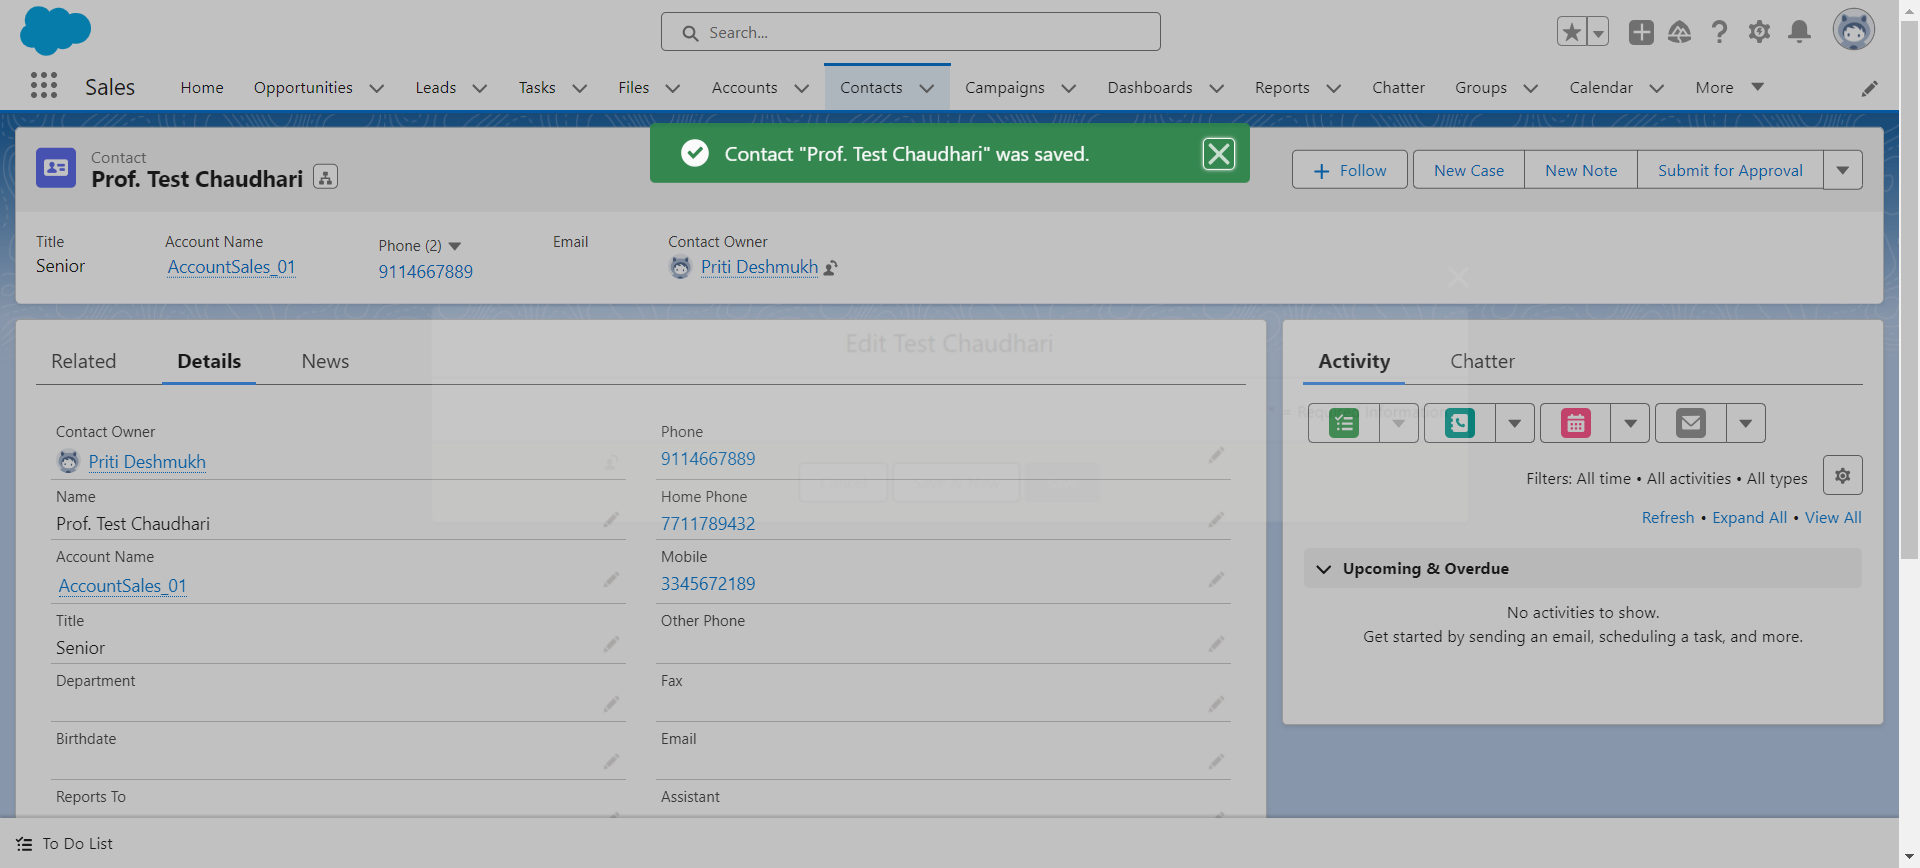 Search...
Sales
Home
Opportunities
Leads
Tasks
Files
Accounts
Contacts
Campaigns
Dashboards
Reports
Chatter
Groups
Calendar
More
Contact "Prof. Test Chaudhari" was saved.
Contact
Prof. Test Chaudhari
Follow
New Case
New Note
Submit for Approval
Title
Senior
Account Name
AccountSales_01
Phone (2)
9114667889
Email
Contact Owner
Priti Deshmukh
Edit Test Chaudhari
* = Required Information
Related
Details
News
Contact Owner
Priti Deshmukh
Name
Prof. Test Chaudhari
Account Name
AccountSales_01
Title
Senior
Department
Birthdate
Reports To
Phone
9114667889
Home Phone
7711789432
Mobile
3345672189
Other Phone
Fax
Email
Assistant
Activity
Chatter
Filters: All time • All activities • All types
Refresh • Expand All • View All
Upcoming & Overdue
No activities to show.
Get started by sending an email, scheduling a task, and more.
To Do List